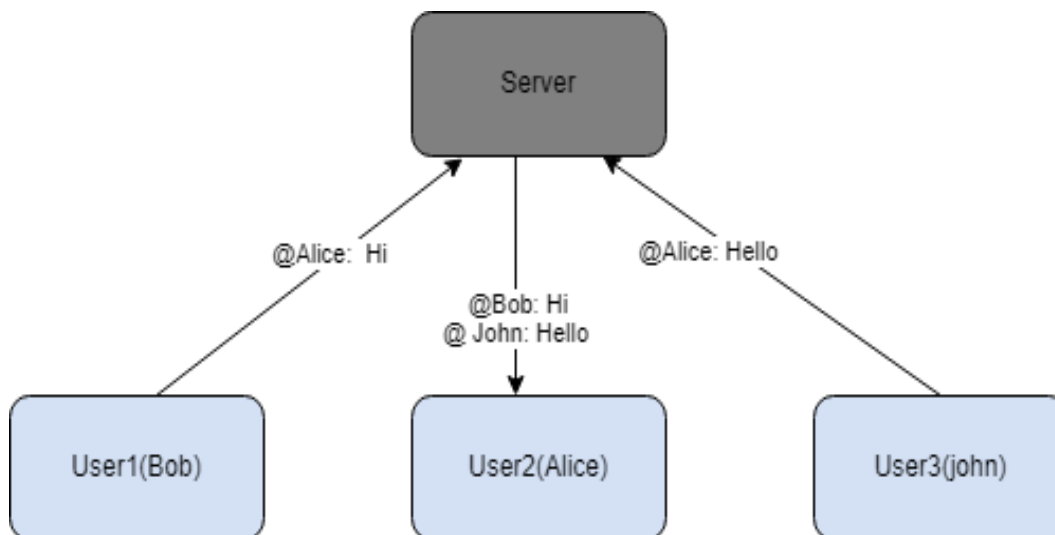 Server
@Alice:  Hi
@Alice: Hello
@Bob: Hi
@ John: Hello
User1(Bob)
User2(Alice)
User3(john)